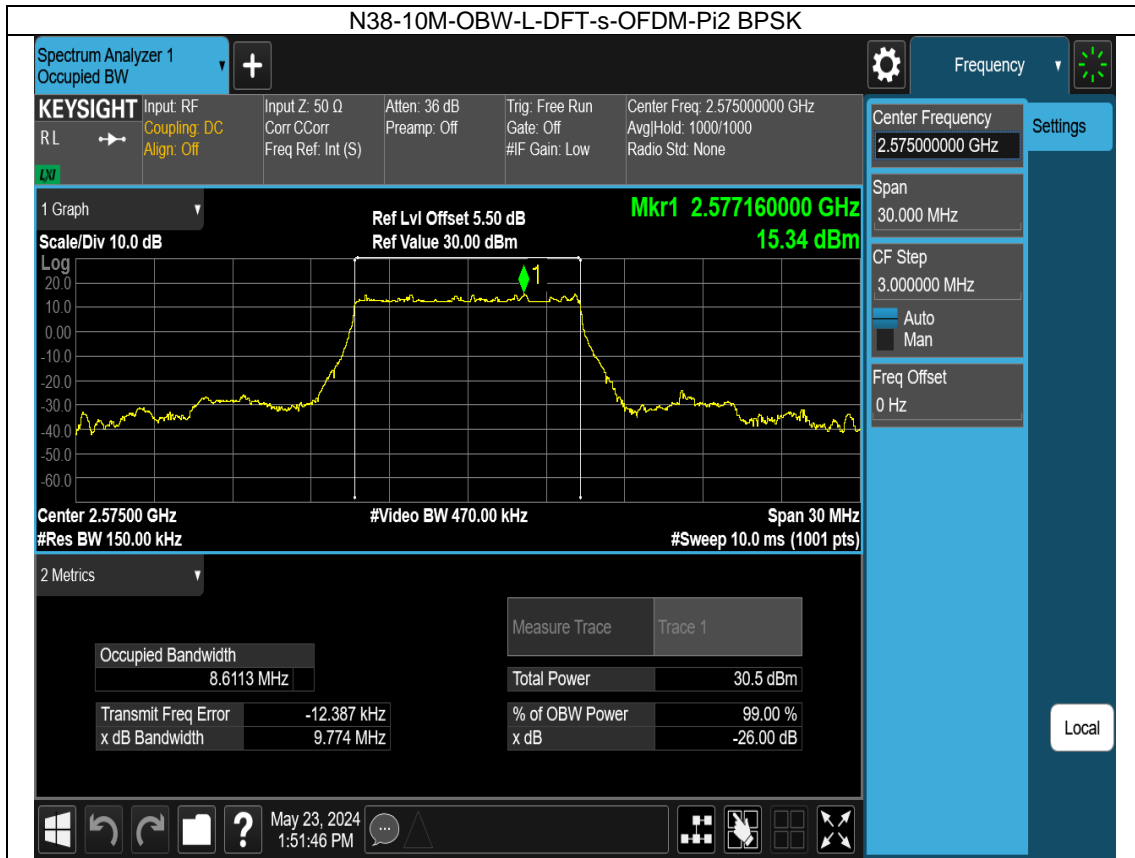 N38-10M-OBW-L-DFT-s-OFDM-Pi2 BPSK
Spectrum Analyzer 1
Occupied BW
Frequency
KEYSIGHT
R L
LXI
Input: RF
Coupling: DC
Align: Off
Input Z: 50 Ω
Corr CCorr
Freq Ref: Int (S)
Atten: 36 dB
Preamp: Off
Trig: Free Run
Gate: Off
#IF Gain: Low
Center Freq: 2.575000000 GHz
Avg|Hold: 1000/1000
Radio Std: None
Center Frequency
2.575000000 GHz
Settings
Span
30.000 MHz
CF Step
3.000000 MHz
Auto
Man
Freq Offset
0 Hz
Local
1 Graph
Scale/Div 10.0 dB
Ref Lvl Offset 5.50 dB
Ref Value 30.00 dBm
Mkr1 2.577160000 GHz
15.34 dBm
Log
20.0
10.0
0.00
-10.0
-20.0
-30.0
-40.0
-50.0
-60.0
1
Center 2.57500 GHz
#Video BW 470.00 kHz
Span 30 MHz
#Res BW 150.00 kHz
#Sweep 10.0 ms (1001 pts)
2 Metrics
Measure Trace
Trace 1
Occupied Bandwidth
8.6113 MHz
Total Power
30.5 dBm
Transmit Freq Error
-12.387 kHz
% of OBW Power
99.00 %
x dB Bandwidth
9.774 MHz
x dB
-26.00 dB
?
May 23, 2024
1:51:46 PM